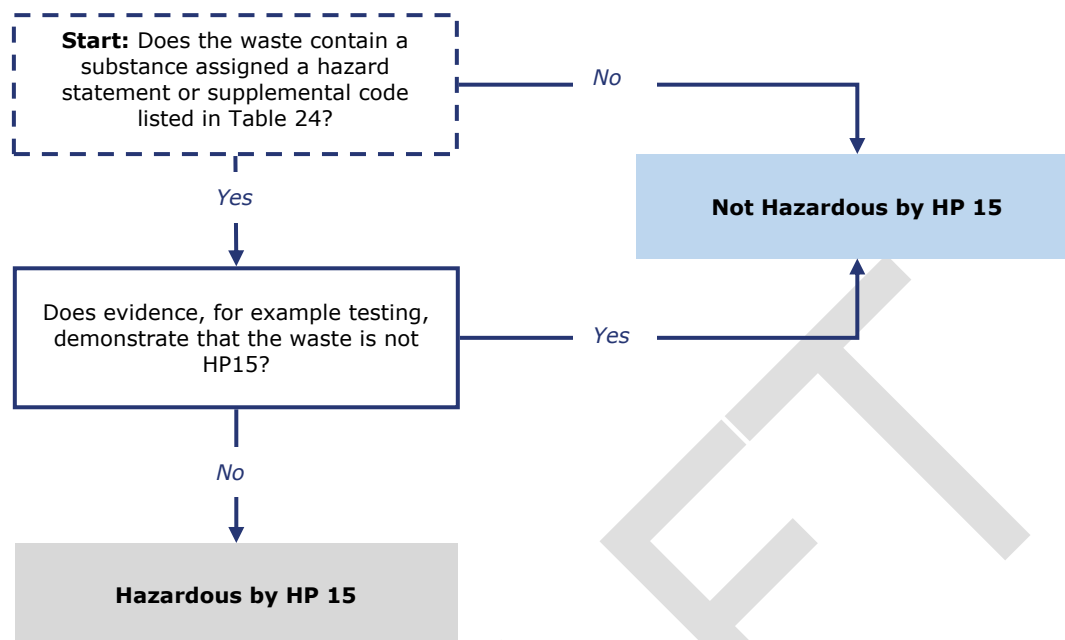 Start: Does the waste contain a
substance assigned a hazard
statement or supplemental code
listed in Table 24?
No
Yes
Not Hazardous by HP 15
Does evidence, for example testing,
demonstrate that the waste is not
HP15?
Yes
No
Hazardous by HP 15